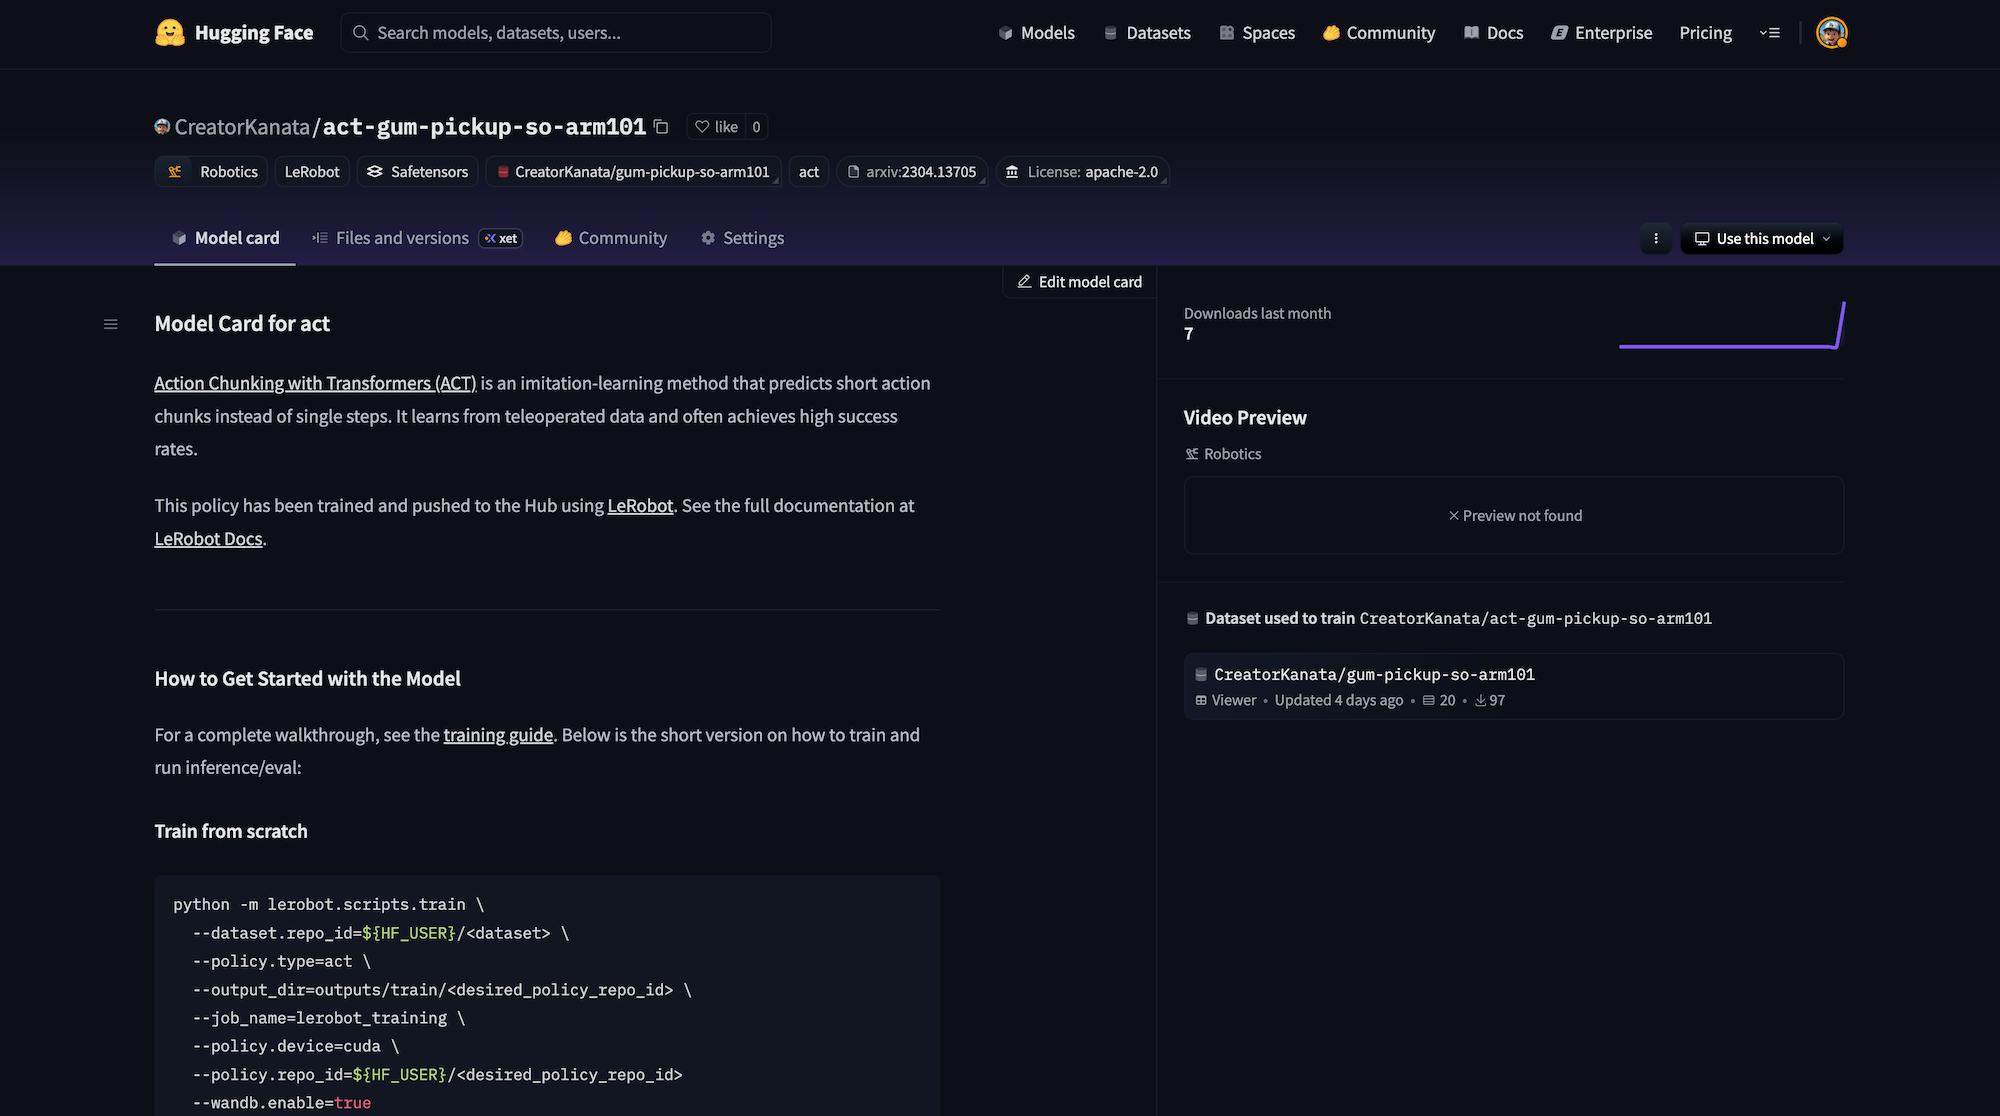 Hugging Face
Search models, datasets, users...
Models
Datasets
Spaces
Community
Docs
Enterprise
Pricing
CreatorKanata/act-gum-pickup-so-arm101
like 0
Robotics
LeRobot
Safetensors
CreatorKanata/gum-pickup-so-arm101
act
arxiv:2304.13705
License: apache-2.0
Model card
Files and versions
xet
Community
Settings
Use this model
Edit model card
Model Card for act
Action Chunking with Transformers (ACT) is an imitation-learning method that predicts short action
chunks instead of single steps. It learns from teleoperated data and often achieves high success
rates.
This policy has been trained and pushed to the Hub using LeRobot. See the full documentation at
LeRobot Docs.
How to Get Started with the Model
For a complete walkthrough, see the training guide. Below is the short version on how to train and
run inference/eval:
Train from scratch
python -m lerobot.scripts.train \
  --dataset.repo_id=${HF_USER}/<dataset> \
  --policy.type=act \
  --output_dir=outputs/train/<desired_policy_repo_id> \
  --job_name=lerobot_training \
  --policy.device=cuda \
  --policy.repo_id=${HF_USER}/<desired_policy_repo_id>
  --wandb.enable=true
Downloads last month
7
Video Preview
Robotics
Preview not found
Dataset used to train CreatorKanata/act-gum-pickup-so-arm101
CreatorKanata/gum-pickup-so-arm101
Viewer • Updated 4 days ago • 20 • 97